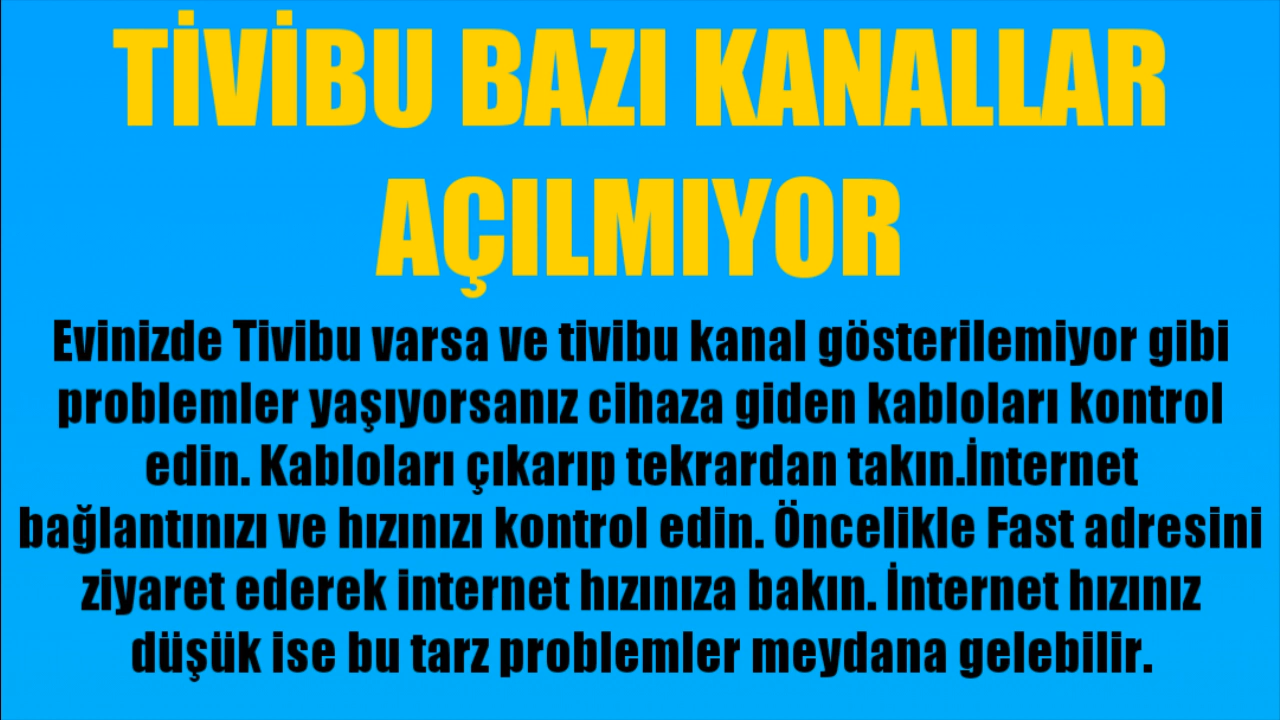 TİVİBU BAZI KANALLAR
AÇILMIYOR
Evinizde Tivibu varsa ve tivibu kanal gösterilemiyor gibi
problemler yaşıyorsanız cihaza giden kabloları kontrol
edin. Kabloları çıkarıp tekrardan takın.İnternet
bağlantınızı ve hızınızı kontrol edin. Öncelikle Fast adresini
ziyaret ederek internet hızınıza bakın. İnternet hızınız
düşük ise bu tarz problemler meydana gelebilir.